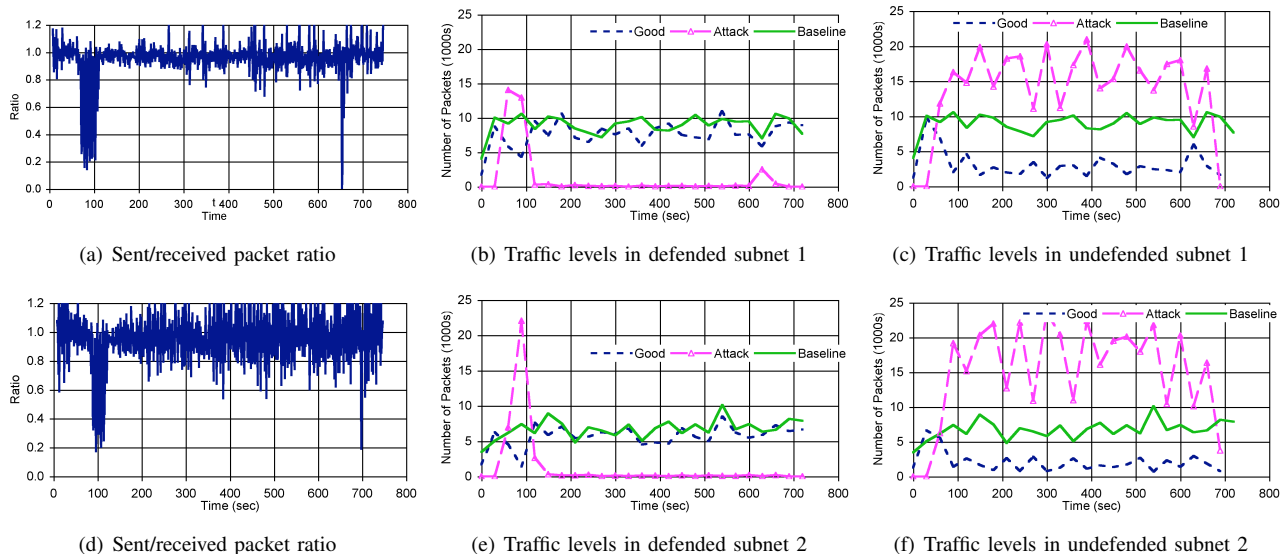 1.2
1.0
0.8
0.6
0.4
0.2
0.0
Ratio
0 100 200 300 t 400 500 600 700 800
Time
(a) Sent/received packet ratio
25
20
15
10
5
0
Number of Packets (1000s)
Good Attack Baseline
0 100 200 300 400 500 600 700 800
Time (sec)
(b) Traffic levels in defended subnet 1
25
20
15
10
5
0
Number of Packets (1000s)
Good Attack Baseline
0 100 200 300 400 500 600 700 800
Time (sec)
(c) Traffic levels in undefended subnet 1
1.2
1.0
0.8
0.6
0.4
0.2
0.0
Ratio
0 100 200 300 400 500 600 700 800
Time (sec)
(d) Sent/received packet ratio
25
20
15
10
5
0
Number of Packets (1000s)
Good Attack Baseline
0 100 200 300 400 500 600 700 800
Time (sec)
(e) Traffic levels in defended subnet 2
25
20
15
10
5
0
Number of Packets (1000s)
Good Attack Baseline
0 100 200 300 400 500 600 700 800
Time (sec)
(f) Traffic levels in undefended subnet 2